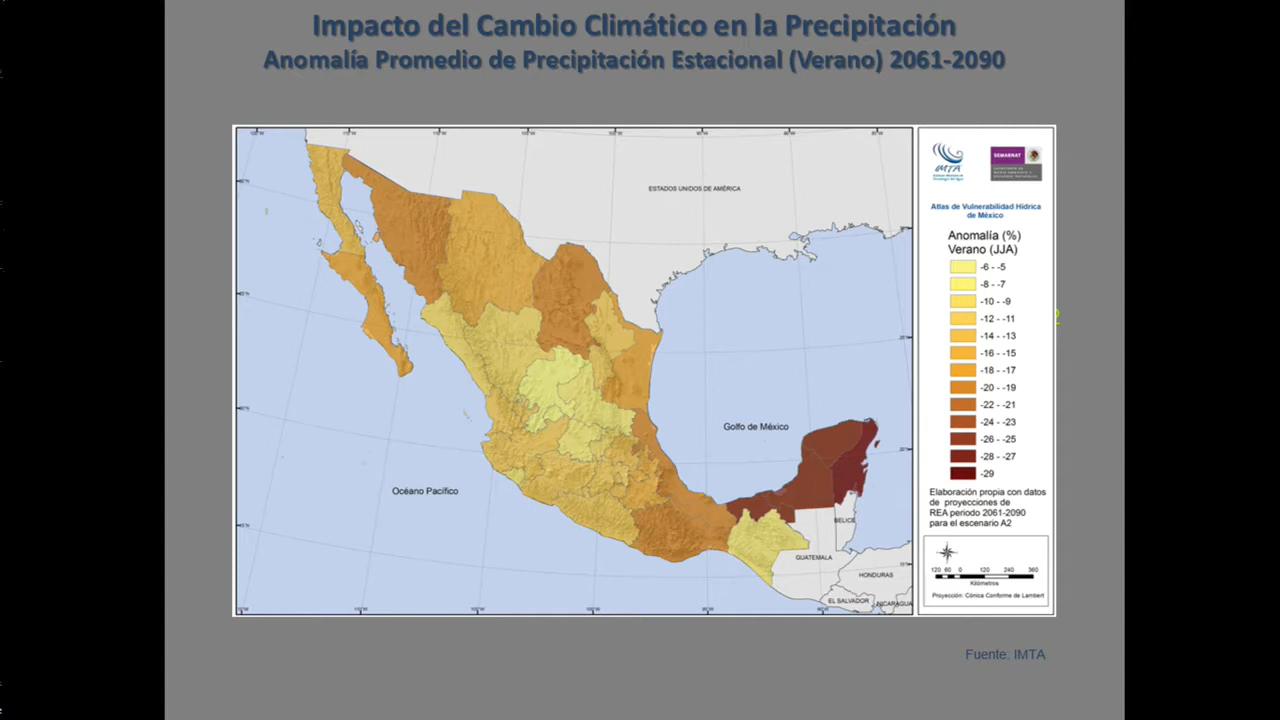 Impacto del Cambio Climático en la Precipitación
Anomalía Promedio de Precipitación Estacional (Verano) 2061-2090
ESTADOS UNIDOS DE AMÉRICA
Golfo de México
Océano Pacífico
BELICE
GUATEMALA
HONDURAS
EL SALVADOR
NICARAGUA
IMTA
SEMARNAT
Atlas de Vulnerabilidad Hídrica
de México
Anomalía (%)
Verano (JJA)
-6 - -5
-8 - -7
-10 - -9
-12 - -11
-14 - -13
-16 - -15
-18 - -17
-20 - -19
-22 - -21
-24 - -23
-26 - -25
-28 - -27
-29
Elaboración propia con datos
de proyecciones de
REA periodo 2061-2090
para el escenario A2
120 60 0 120 240 360
Kilómetros
Proyección: Cónica Conforme de Lambert
Fuente: IMTA